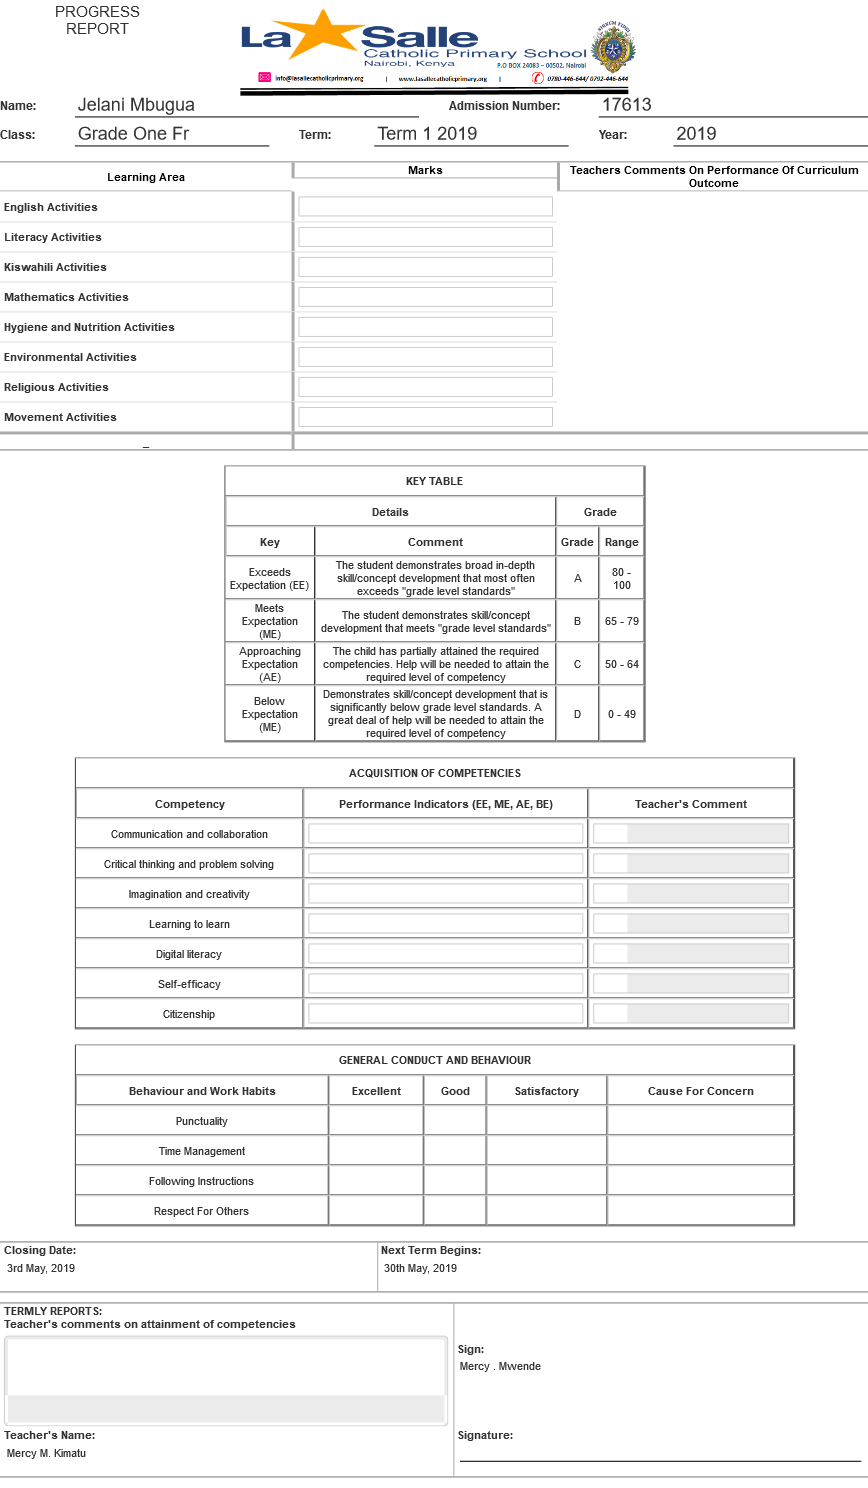 PROGRESS
REPORT
La Salle
Catholic Primary School
Nairobi, Kenya
P.O BOX 24083 – 00502, Nairobi
info@lasallecatholicprimary.org | www.lasallecatholicprimary.org | 0780-446-644/ 0792-446-644
Name: Jelani Mbugua Admission Number: 17613
Class: Grade One Fr Term: Term 1 2019 Year: 2019
Learning Area Marks Teachers Comments On Performance Of Curriculum
Outcome
English Activities
Literacy Activities
Kiswahili Activities
Mathematics Activities
Hygiene and Nutrition Activities
Environmental Activities
Religious Activities
Movement Activities
_
KEY TABLE
Details Grade
Key Comment Grade Range
Exceeds
Expectation (EE)
The student demonstrates broad in-depth
skill/concept development that most often
exceeds "grade level standards"
A
80 -
100
Meets
Expectation
(ME)
The student demonstrates skill/concept
development that meets "grade level standards"
B
65 - 79
Approaching
Expectation
(AE)
The child has partially attained the required
competencies. Help will be needed to attain the
required level of competency
C
50 - 64
Below
Expectation
(ME)
Demonstrates skill/concept development that is
significantly below grade level standards. A
great deal of help will be needed to attain the
required level of competency
D
0 - 49
ACQUISITION OF COMPETENCIES
Competency Performance Indicators (EE, ME, AE, BE) Teacher's Comment
Communication and collaboration
Critical thinking and problem solving
Imagination and creativity
Learning to learn
Digital literacy
Self-efficacy
Citizenship
GENERAL CONDUCT AND BEHAVIOUR
Behaviour and Work Habits Excellent Good Satisfactory Cause For Concern
Punctuality
Time Management
Following Instructions
Respect For Others
Closing Date: Next Term Begins:
3rd May, 2019 30th May, 2019
TERMLY REPORTS:
Teacher's comments on attainment of competencies
Sign:
Mercy . Mwende
Teacher's Name: Signature:
Mercy M. Kimatu